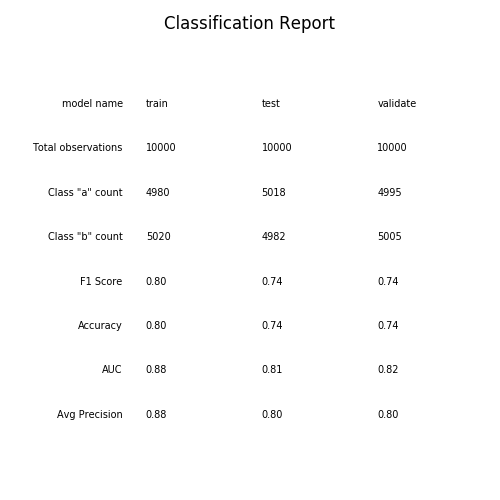 Classification Report
model name train test validate
Total observations 10000 10000 10000
Class "a" count 4980 5018 4995
Class "b" count 5020 4982 5005
F1 Score 0.80 0.74 0.74
Accuracy 0.80 0.74 0.74
AUC 0.88 0.81 0.82
Avg Precision 0.88 0.80 0.80